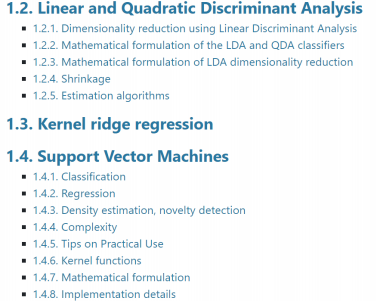 1.2. Linear and Quadratic Discriminant Analysis
1.2.1. Dimensionality reduction using Linear Discriminant Analysis
1.2.2. Mathematical formulation of the LDA and QDA classifiers
1.2.3. Mathematical formulation of LDA dimensionality reduction
1.2.4. Shrinkage
1.2.5. Estimation algorithms
1.3. Kernel ridge regression
1.4. Support Vector Machines
1.4.1. Classification
1.4.2. Regression
1.4.3. Density estimation, novelty detection
1.4.4. Complexity
1.4.5. Tips on Practical Use
1.4.6. Kernel functions
1.4.7. Mathematical formulation
1.4.8. Implementation details